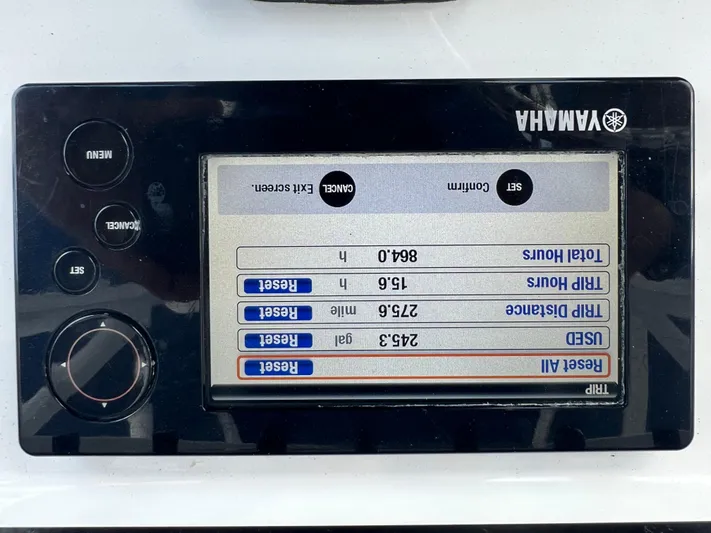 TRIP
Reset All Reset
USED 245.3 gal Reset
TRIP Distance 275.6 mile Reset
TRIP Hours 15.6 h Reset
Total Hours 864.0 h
SET Confirm CANCEL Exit screen.
YAMAHA
SET
CANCEL
MENU